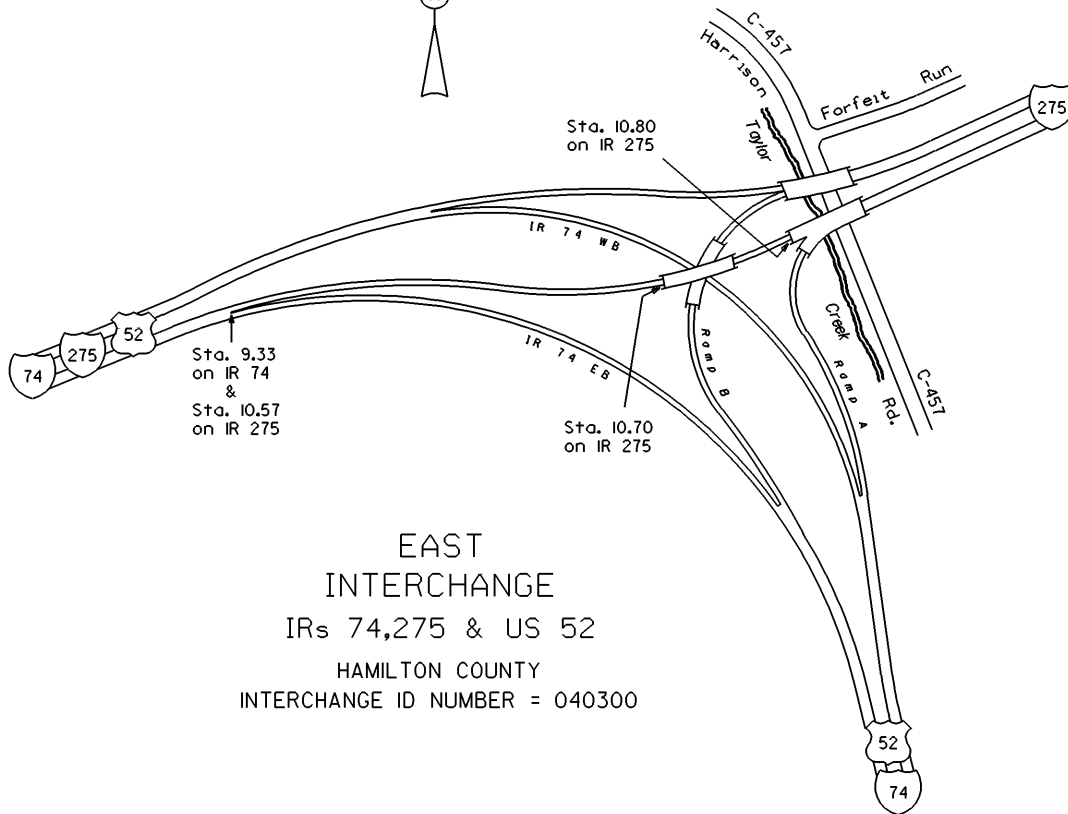 C-457
Harrison
Forfeit Run
275
Sta. 10.80
on IR 275
Taylor
IR 74 WB
52
275
74
Sta. 9.33
on IR 74
&
Sta. 10.57
on IR 275
IR 74 EB
Ramp B
Creek
Ramp A
Rd.
C-457
Sta. 10.70
on IR 275
EAST
INTERCHANGE
IRs 74,275 & US 52
HAMILTON COUNTY
INTERCHANGE ID NUMBER = 040300
52
74